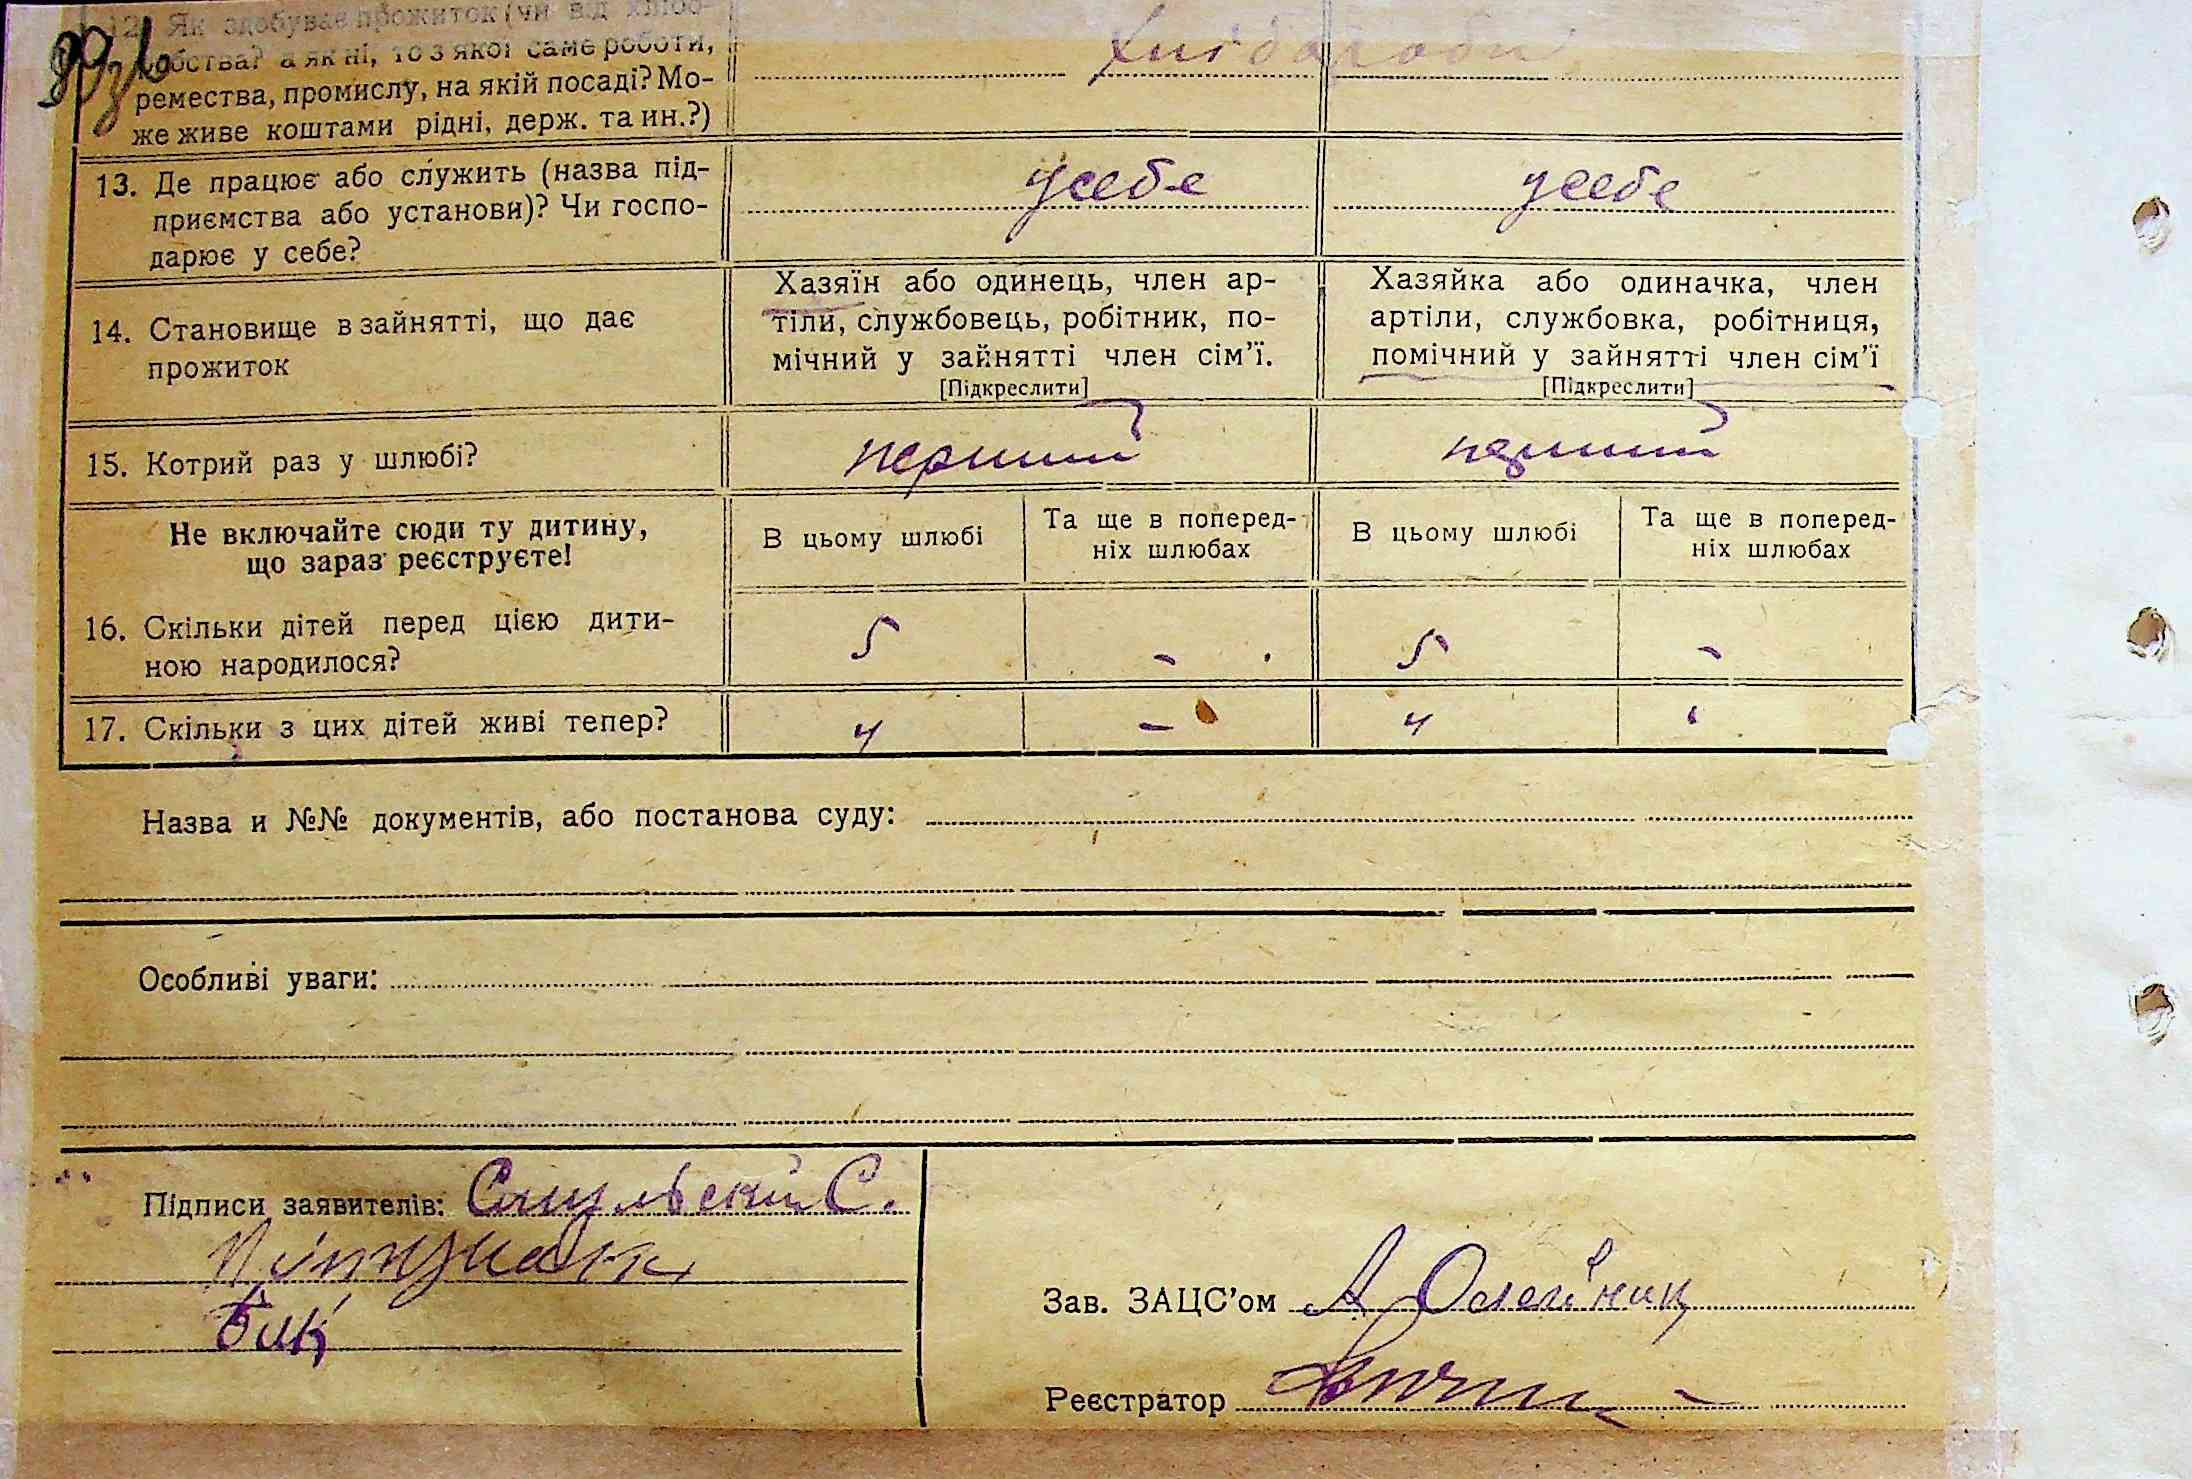 12. Як здобуває прожиток (чи від хлібо-
робства? а як ні, то з якої саме роботи,
ремества, промислу, на якій посаді? Мо-
же живе коштами рідні, держ. та ин.?)
13. Де працює або служить (назва під-
приємства або установи)? Чи госпо-
дарює у себе?
усебе
усебе
14. Становище в зайнятті, що дає
прожиток
Хазяїн або одинець, член ар-
тіли, службовець, робітник, по-
мічний у зайнятті член сім'ї.
[Підкреслити]
Хазяйка або одиначка, член
артіли, службовка, робітниця,
помічний у зайнятті член сім'ї
[Підкреслити]
15. Котрий раз у шлюбі?
перший
перший
Не включайте сюди ту дитину,
що зараз реєструєте!
В цьому шлюбі
Та ще в поперед-
ніх шлюбах
В цьому шлюбі
Та ще в поперед-
ніх шлюбах
16. Скільки дітей перед цією дити-
ною народилося?
5
-
5
-
17. Скільки з цих дітей живі тепер?
4
-
4
Назва и №№ документів, або постанова суду:
Особливі уваги:
Підписи заявителів:
Бик
Зав. ЗАЦС'ом А Олейник
Реєстратор